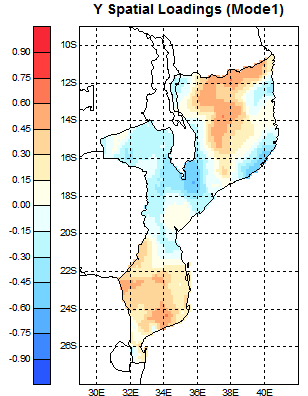 Y Spatial Loadings (Mode1)
0.90
0.75
0.60
0.45
0.30
0.15
0.00
-0.15
-0.30
-0.45
-0.60
-0.75
-0.90
10S
12S
14S
16S
18S
20S
22S
24S
26S
30E 32E 34E 36E 38E 40E